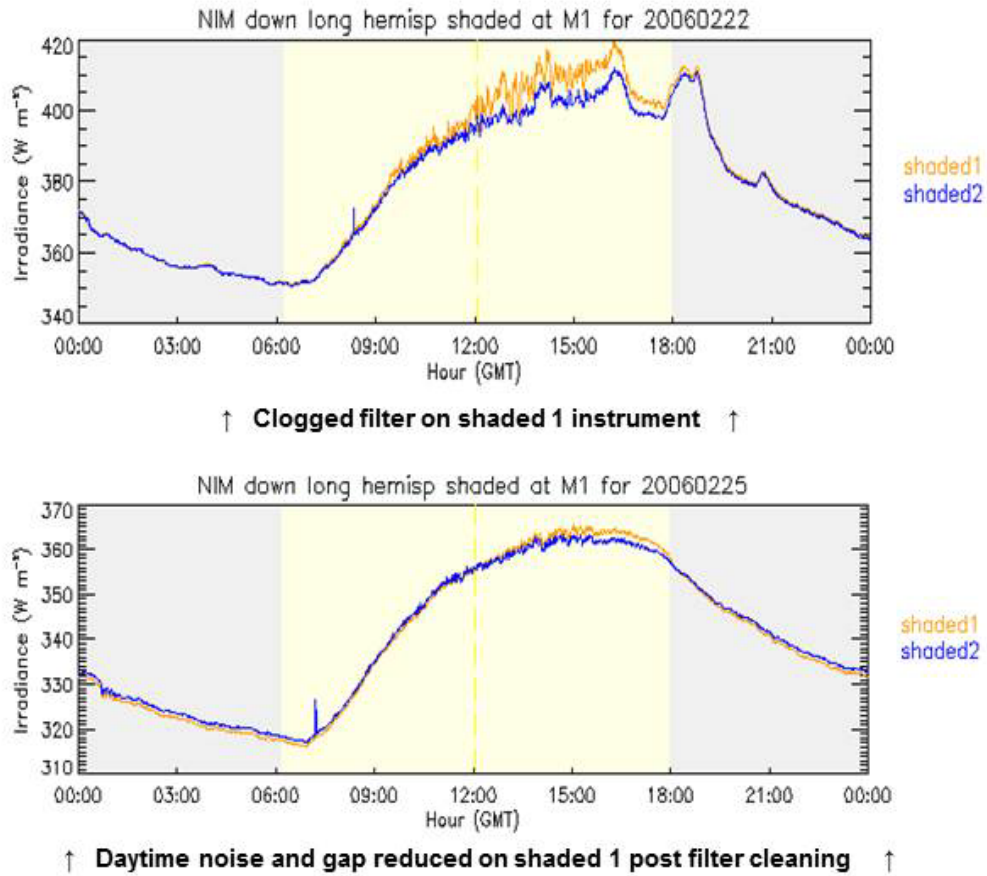 NIM down long hemisp shaded at M1 for 20060222
420
400
380
360
340
Irradiance (W m⁻²)
00:00 03:00 06:00 09:00 12:00 15:00 18:00 21:00 00:00
Hour (GMT)
shaded1
shaded2
↑ Clogged filter on shaded 1 instrument ↑
NIM down long hemisp shaded at M1 for 20060225
370
360
350
340
330
320
310
Irradiance (W m⁻²)
00:00 03:00 06:00 09:00 12:00 15:00 18:00 21:00 00:00
Hour (GMT)
shaded1
shaded2
↑ Daytime noise and gap reduced on shaded 1 post filter cleaning ↑